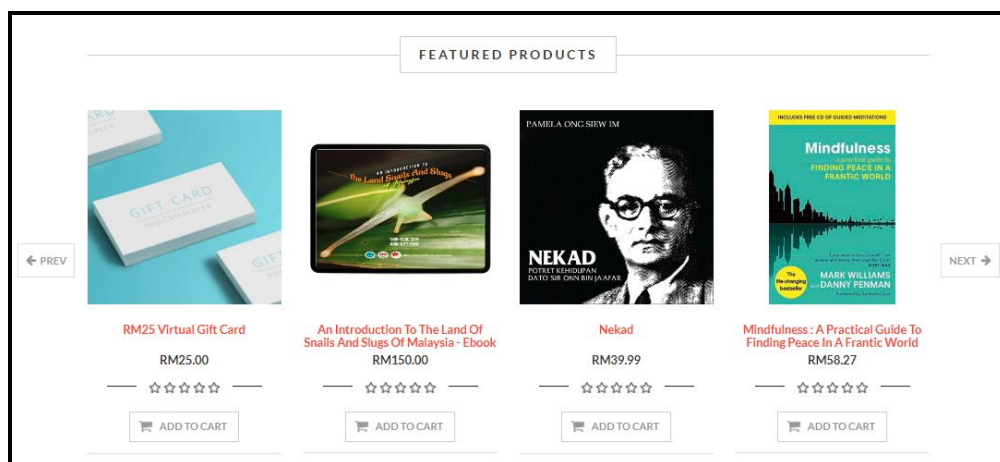 FEATURED PRODUCTS
GIFT CARD
nopCommerce
AN INTRODUCTION TO
The Land Snails And Slugs
Of Malaysia
PAMELA ONG SIEW IM
NEKAD
POTRET KEHIDUPAN
DATO SIR ONN BIN JA'AFAR
INCLUDES FREE CD OF GUIDED MEDITATIONS
Mindfulness
a practical guide to
FINDING PEACE IN A
FRANTIC WORLD
RUBY WAX
The
life-changing
bestseller
MARK WILLIAMS
and DANNY PENMAN
PREV
NEXT
RM25 Virtual Gift Card
RM25.00
ADD TO CART
An Introduction To The Land Of
Snails And Slugs Of Malaysia - Ebook
RM150.00
ADD TO CART
Nekad
RM39.99
ADD TO CART
Mindfulness : A Practical Guide To
Finding Peace In A Frantic World
RM58.27
ADD TO CART